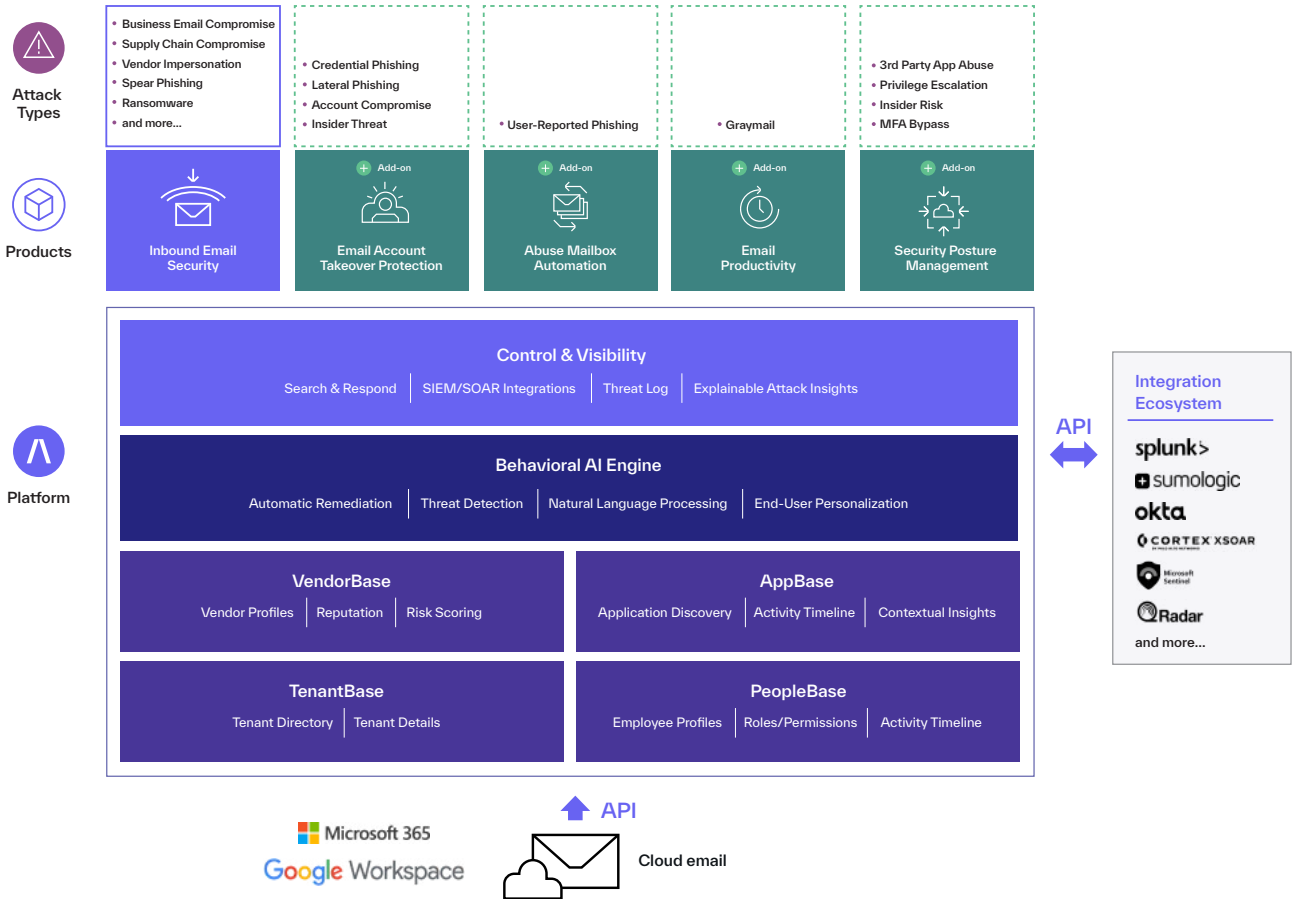 Attack
Types
• Business Email Compromise
• Supply Chain Compromise
• Vendor Impersonation
• Spear Phishing
• Ransomware
• and more...
• Credential Phishing
• Lateral Phishing
• Account Compromise
• Insider Threat
• User-Reported Phishing
• Graymail
• 3rd Party App Abuse
• Privilege Escalation
• Insider Risk
• MFA Bypass
Products
Inbound Email
Security
+ Add-on
Email Account
Takeover Protection
+ Add-on
Abuse Mailbox
Automation
+ Add-on
Email
Productivity
+ Add-on
Security Posture
Management
Platform
Control & Visibility
Search & Respond
SIEM/SOAR Integrations
Threat Log
Explainable Attack Insights
Behavioral AI Engine
Automatic Remediation
Threat Detection
Natural Language Processing
End-User Personalization
VendorBase
Vendor Profiles
Reputation
Risk Scoring
AppBase
Application Discovery
Activity Timeline
Contextual Insights
TenantBase
Tenant Directory
Tenant Details
PeopleBase
Employee Profiles
Roles/Permissions
Activity Timeline
API
Integration
Ecosystem
splunk>
sumologic
okta
CORTEX XSOAR
Microsoft
Sentinel
QRadar
and more...
API
Microsoft 365
Google Workspace
Cloud email